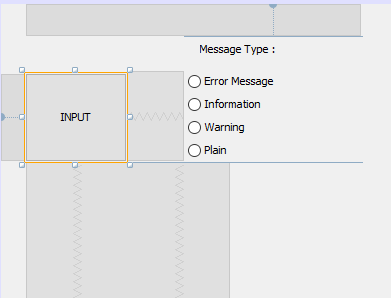 Message Type :
Error Message
Information
INPUT
Warning
Plain